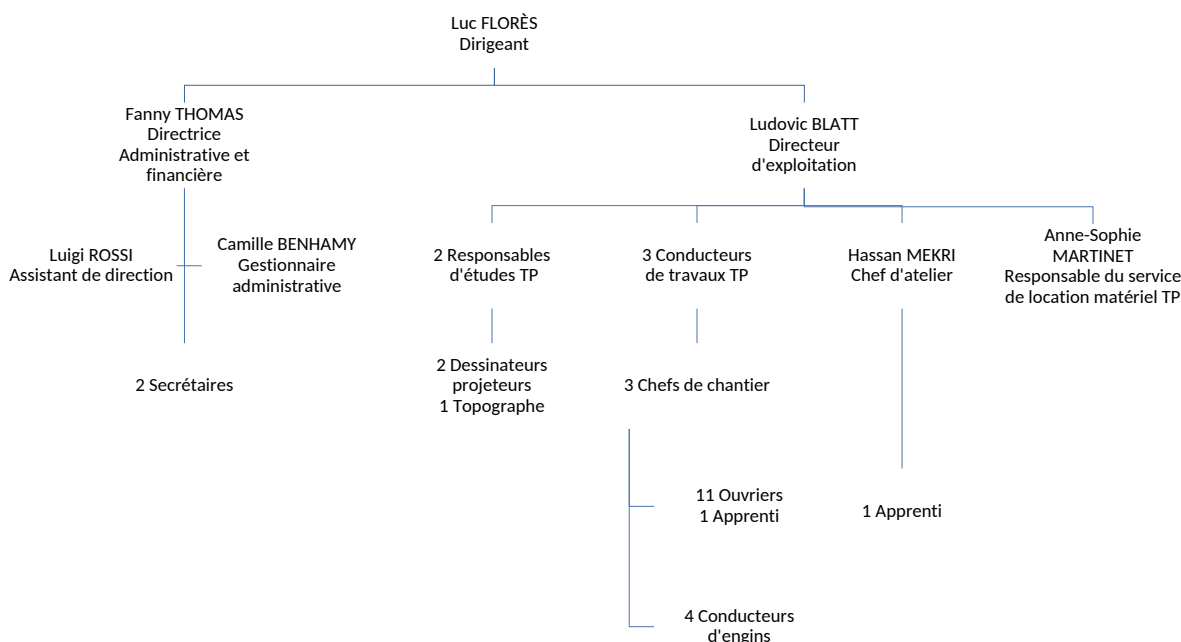 Luc FLORÈS
Dirigeant
Fanny THOMAS
Directrice
Administrative et
financière
Ludovic BLATT
Directeur
d'exploitation
Luigi ROSSI
Assistant de direction
Camille BENHAMY
Gestionnaire
administrative
2 Responsables
d'études TP
3 Conducteurs
de travaux TP
Hassan MEKRI
Chef d'atelier
Anne-Sophie
MARTINET
Responsable du service
de location matériel TP
2 Secrétaires
2 Dessinateurs
projeteurs
1 Topographe
3 Chefs de chantier
11 Ouvriers
1 Apprenti
1 Apprenti
4 Conducteurs
d'engins